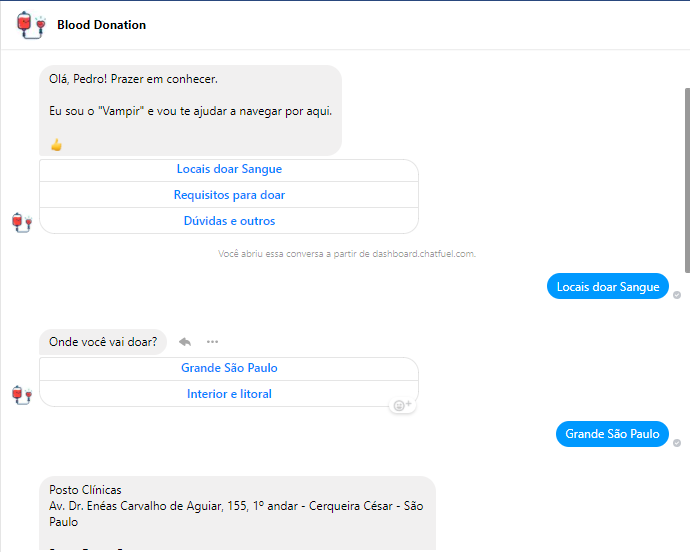 Blood Donation
Olá, Pedro! Prazer em conhecer.
Eu sou o "Vampir" e vou te ajudar a navegar por aqui.
Locais doar Sangue
Requisitos para doar
Dúvidas e outros
Você abriu essa conversa a partir de dashboard.chatfuel.com.
Locais doar Sangue
Onde você vai doar?
Grande São Paulo
Interior e litoral
Grande São Paulo
Posto Clínicas
Av. Dr. Enéas Carvalho de Aguiar, 155, 1º andar - Cerqueira César - São
Paulo